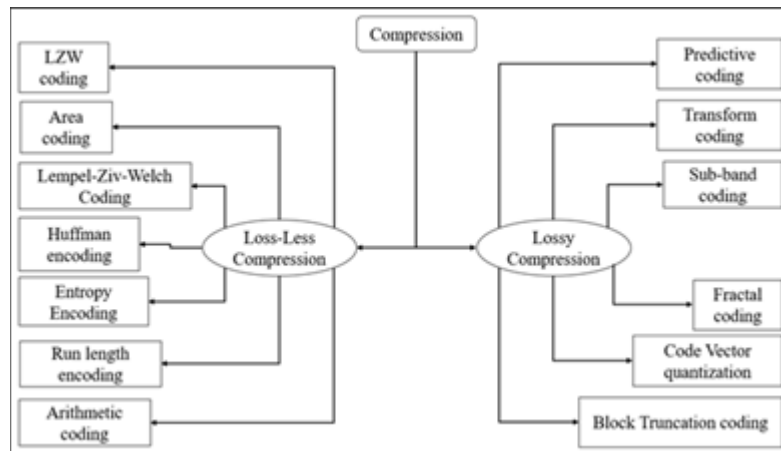 Compression
LZW
coding
Area
coding
Lempel-Ziv-Welch
Coding
Huffman
encoding
Entropy
Encoding
Run length
encoding
Arithmetic
coding
Loss-Less
Compression
Lossy
Compression
Predictive
coding
Transform
coding
Sub-band
coding
Fractal
coding
Code Vector
quantization
Block Truncation coding